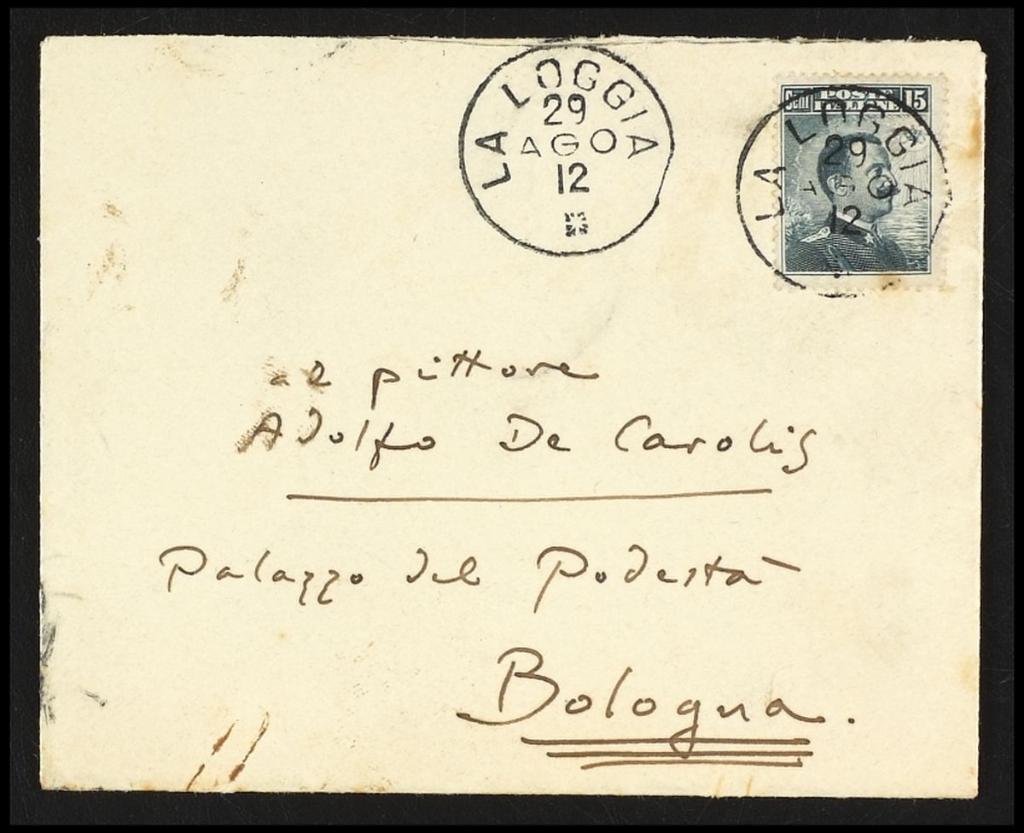 LA LOGGIA
29
AGO
12
Cent POSTE 15
ITALIANE
LA LOGGIA
29
AGO
12
al pittore
Adolfo De Carolis
Palazzo del Podestà
Bologna.